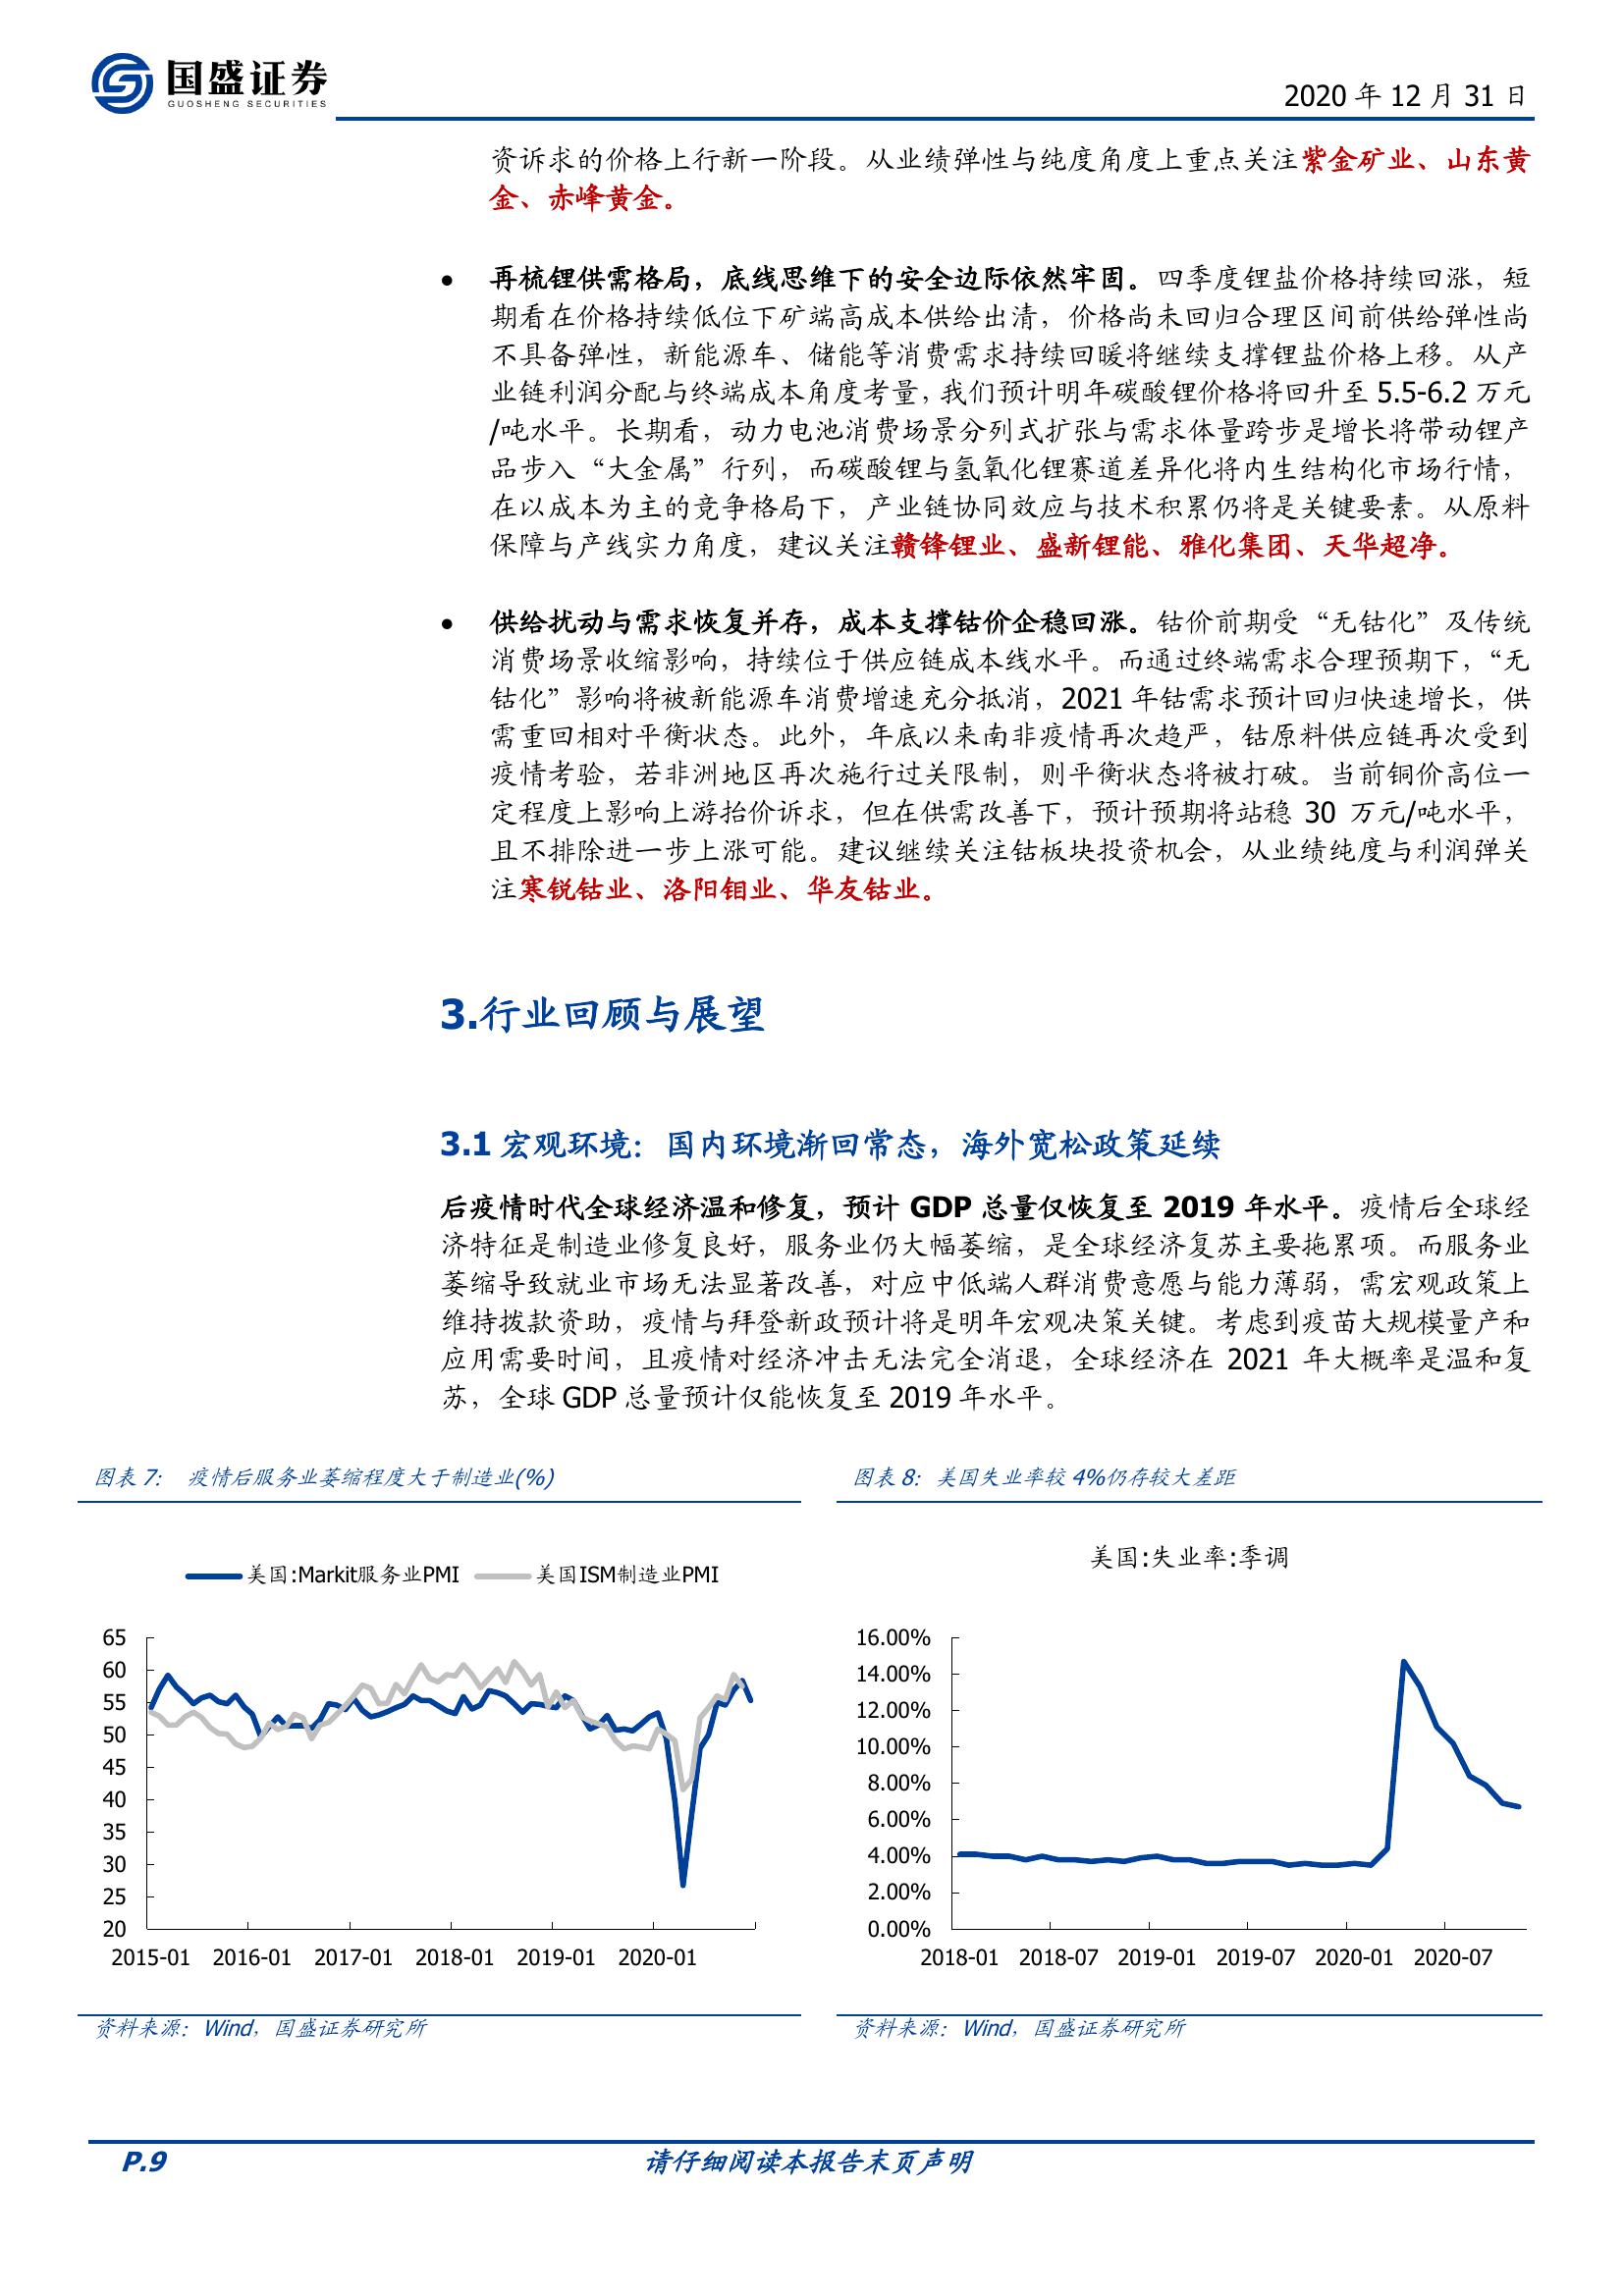 国盛证券
GUOSHENG SECURITIES
2020 年 12 月 31 日
资诉求的价格上行新一阶段。从业绩弹性与纯度角度上重点关注紫金矿业、山东黄
金、赤峰黄金。
● 再梳锂供需格局，底线思维下的安全边际依然牢固。四季度锂盐价格持续回涨，短
期看在价格持续低位下矿端高成本供给出清，价格尚未回归合理区间前供给弹性尚
不具备弹性，新能源车、储能等消费需求持续回暖将继续支撑锂盐价格上移。从产
业链利润分配与终端成本角度考量，我们预计明年碳酸锂价格将回升至 5.5-6.2 万元
/吨水平。长期看，动力电池消费场景分列式扩张与需求体量跨步是增长将带动锂产
品步入“大金属”行列，而碳酸锂与氢氧化锂赛道差异化将内生结构化市场行情，
在以成本为主的竞争格局下，产业链协同效应与技术积累仍将是关键要素。从原料
保障与产线实力角度，建议关注赣锋锂业、盛新锂能、雅化集团、天华超净。
● 供给扰动与需求恢复并存，成本支撑钴价企稳回涨。钴价前期受“无钴化”及传统
消费场景收缩影响，持续位于供应链成本线水平。而通过终端需求合理预期下，“无
钴化”影响将被新能源车消费增速充分抵消，2021 年钴需求预计回归快速增长，供
需重回相对平衡状态。此外，年底以来南非疫情再次趋严，钴原料供应链再次受到
疫情考验，若非洲地区再次施行过关限制，则平衡状态将被打破。当前铜价高位一
定程度上影响上游抬价诉求，但在供需改善下，预计预期将站稳 30 万元/吨水平，
且不排除进一步上涨可能。建议继续关注钴板块投资机会，从业绩纯度与利润弹关
注寒锐钴业、洛阳钼业、华友钴业。
3.行业回顾与展望
3.1 宏观环境：国内环境渐回常态，海外宽松政策延续
后疫情时代全球经济温和修复，预计 GDP 总量仅恢复至 2019 年水平。疫情后全球经
济特征是制造业修复良好，服务业仍大幅萎缩，是全球经济复苏主要拖累项。而服务业
萎缩导致就业市场无法显著改善，对应中低端人群消费意愿与能力薄弱，需宏观政策上
维持拨款资助，疫情与拜登新政预计将是明年宏观决策关键。考虑到疫苗大规模量产和
应用需要时间，且疫情对经济冲击无法完全消退，全球经济在 2021 年大概率是温和复
苏，全球 GDP 总量预计仅能恢复至 2019 年水平。
图表 7： 疫情后服务业萎缩程度大于制造业(%)
美国:Markit服务业PMI 美国ISM制造业PMI
65
60
55
50
45
40
35
30
25
20
2015-01 2016-01 2017-01 2018-01 2019-01 2020-01
资料来源：Wind，国盛证券研究所
图表 8：美国失业率较 4%仍存较大差距
美国:失业率:季调
16.00%
14.00%
12.00%
10.00%
8.00%
6.00%
4.00%
2.00%
0.00%
2018-01 2018-07 2019-01 2019-07 2020-01 2020-07
资料来源：Wind，国盛证券研究所
P.9 请仔细阅读本报告末页声明